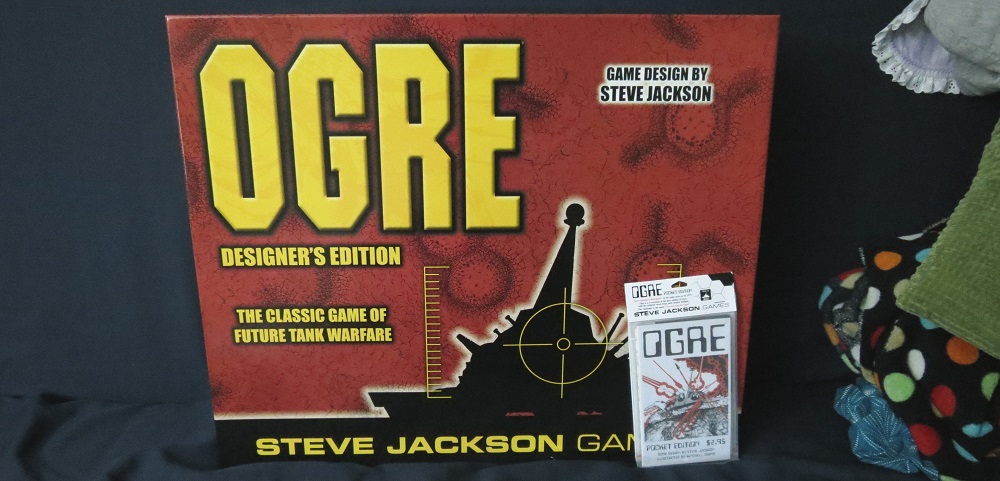 OGRE
GAME DESIGN BY
STEVE JACKSON
DESIGNER'S EDITION
THE CLASSIC GAME OF
FUTURE TANK WARFARE
STEVE JACKSON GAM
OGRE
STEVE JACKSON GAMES
OGRE
POCKET EDITION $2.95